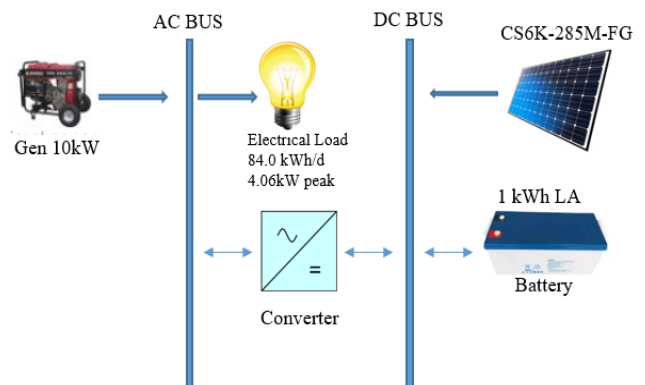 AC BUS
DC BUS
CS6K-285M-FG
Gen 10kW
Electrical Load
84.0 kWh/d
4.06kW peak
1 kWh LA
Battery
Converter